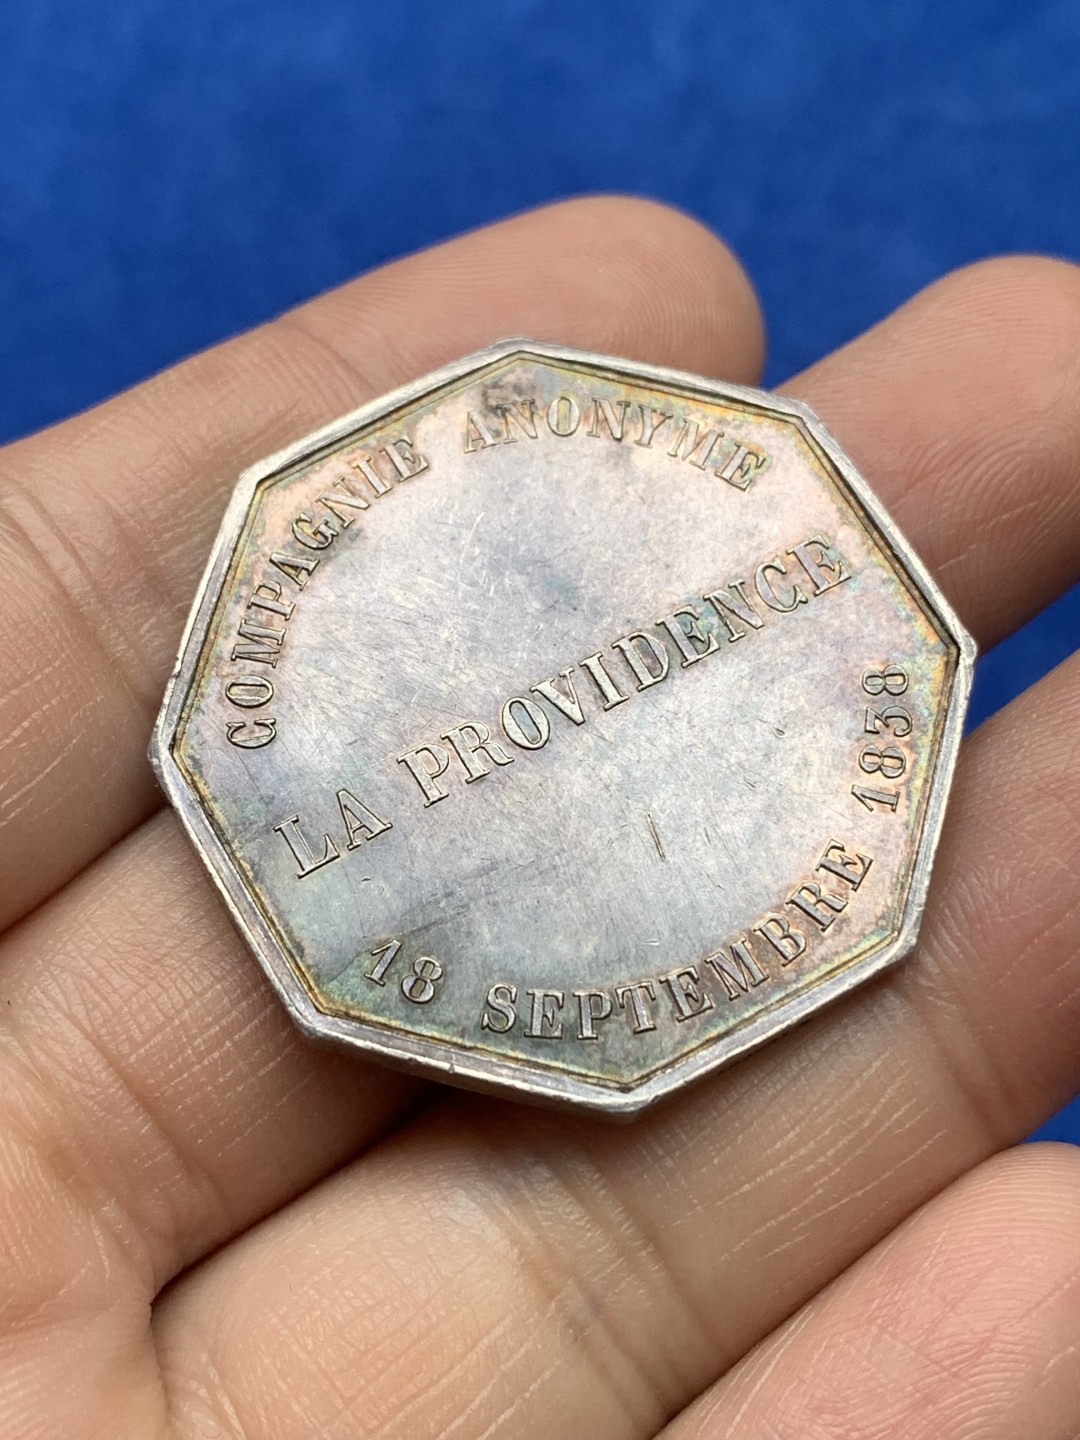 COMPAGNIE ANONYME
LA PROVIDENCE
18 SEPTEMBRE 1838